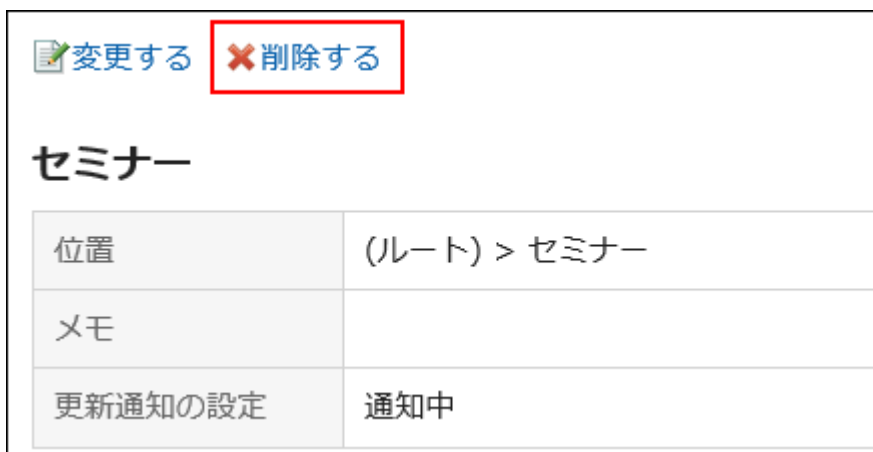 変更する 削除する
セミナー
位置 (ルート) > セミナー
メモ
更新通知の設定 通知中